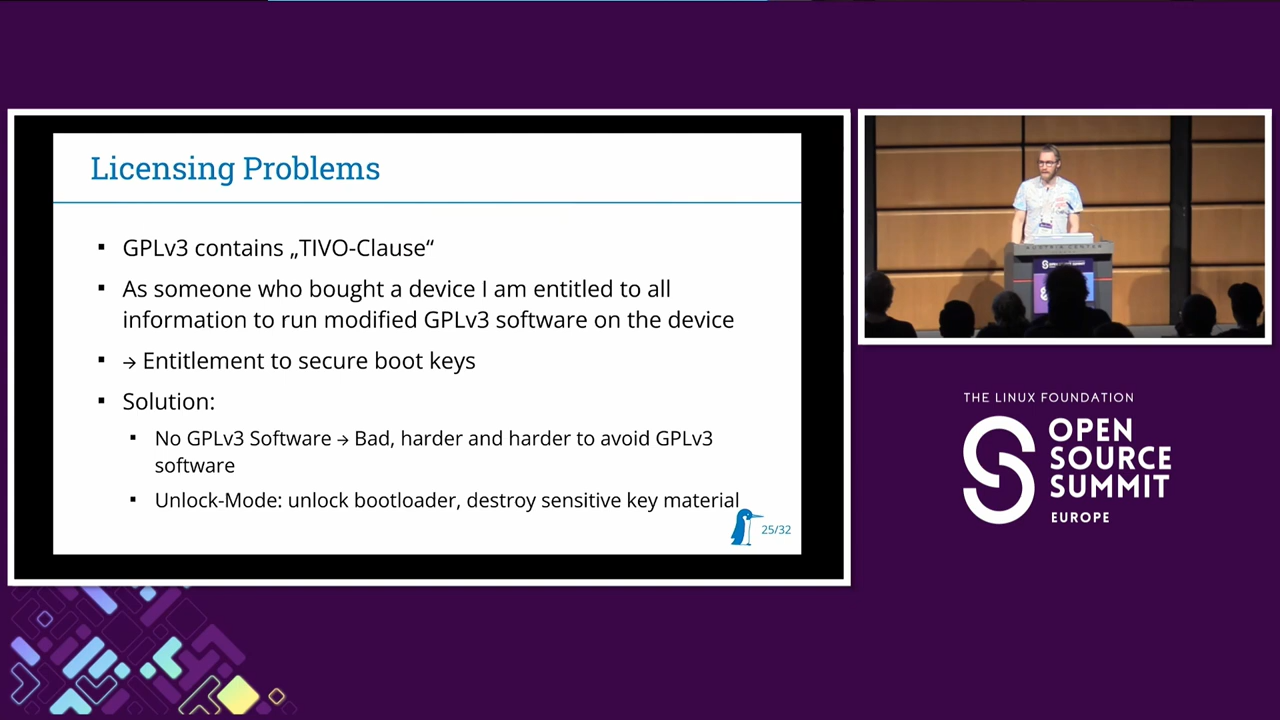 Licensing Problems
▪ GPLv3 contains „TIVO-Clause“
▪ As someone who bought a device I am entitled to all
information to run modified GPLv3 software on the device
▪ → Entitlement to secure boot keys
▪ Solution:
▪ No GPLv3 Software → Bad, harder and harder to avoid GPLv3
software
▪ Unlock-Mode: unlock bootloader, destroy sensitive key material
25/32
AUSTRIA CENTER
THE LINUX FOUNDATION
OPEN
SOURCE
SUMMIT
EUROPE